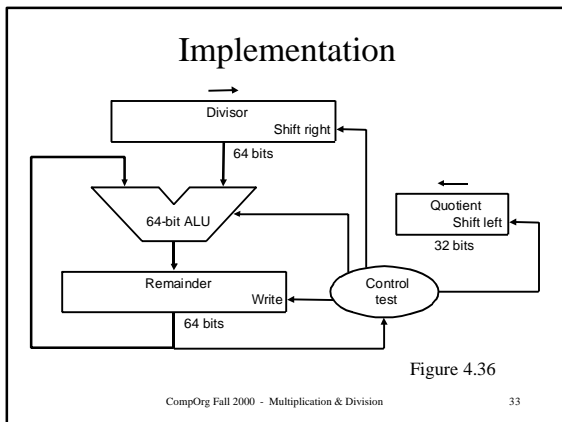 Implementation
Divisor
Shift right
64 bits
64-bit ALU
Quotient
Shift left
32 bits
Remainder
Write
Control
test
64 bits
Figure 4.36
CompOrg Fall 2000 - Multiplication & Division 33